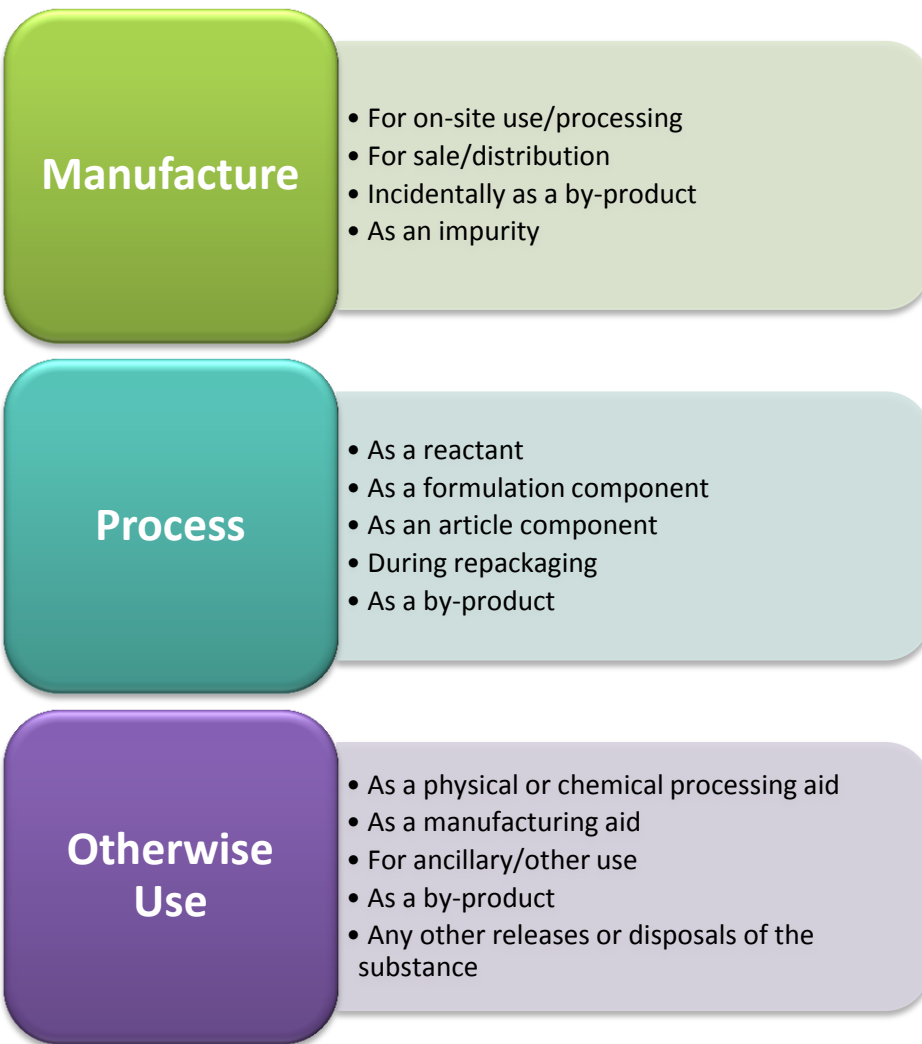 Manufacture
• For on-site use/processing
• For sale/distribution
• Incidentally as a by-product
• As an impurity
Process
• As a reactant
• As a formulation component
• As an article component
• During repackaging
• As a by-product
Otherwise
Use
• As a physical or chemical processing aid
• As a manufacturing aid
• For ancillary/other use
• As a by-product
• Any other releases or disposals of the
substance